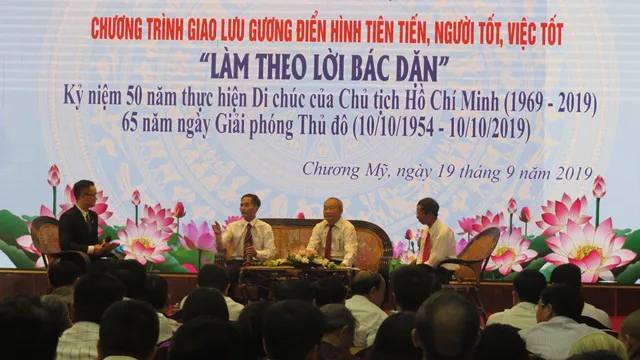 CHƯƠNG TRÌNH GIAO LƯU GƯƠNG ĐIỂN HÌNH TIÊN TIẾN, NGƯỜI TỐT, VIỆC TỐT
"LÀM THEO LỜI BÁC DẶN"
Kỷ niệm 50 năm thực hiện Di chúc của Chủ tịch Hồ Chí Minh (1969 - 2019)
65 năm ngày Giải phóng Thủ đô (10/10/1954 - 10/10/2019)
Chương Mỹ, ngày 19 tháng 9 năm 2019